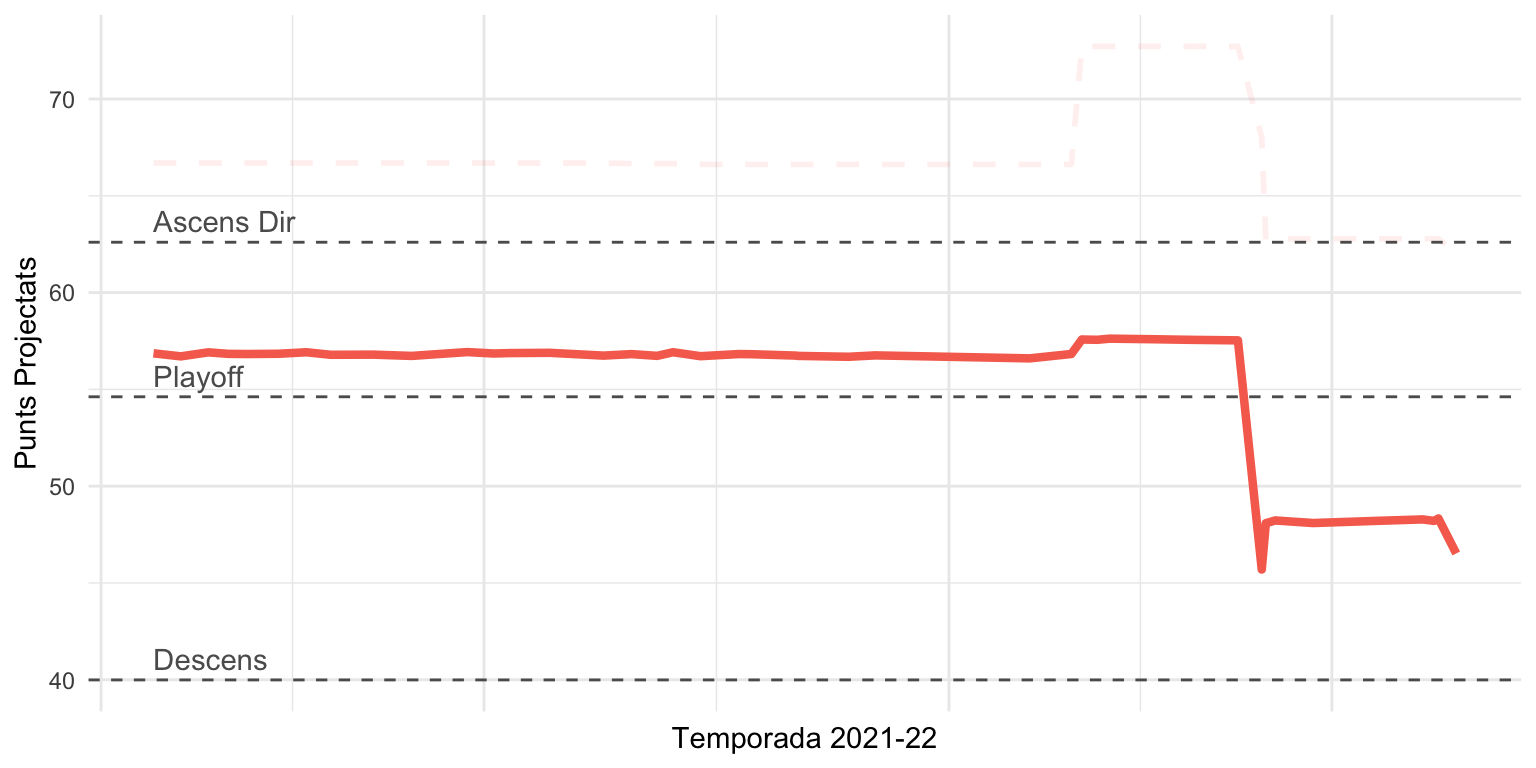 70
Ascens Dir
60
Playoff
50
Descens
40
Punts Projectats
Temporada 2021-22